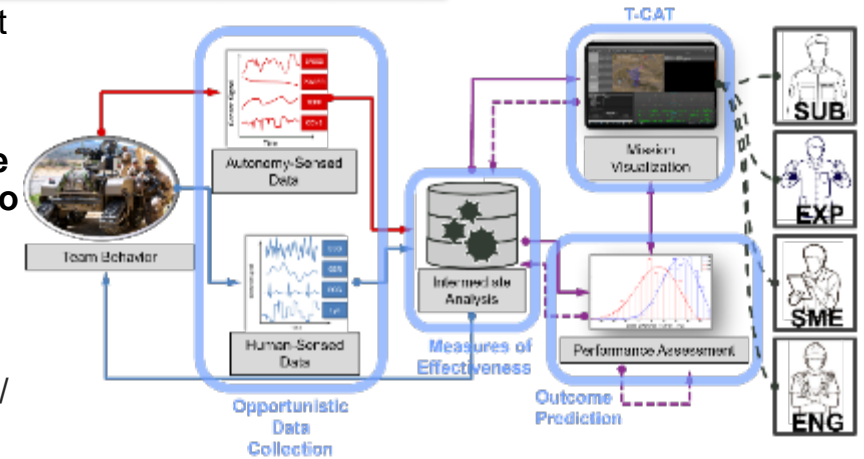 t
e
o
/
T-CAT
Autonomy-Sensed
Data
Team Behavior
Human-Sensed
Data
Opportunistic
Data
Collection
Intermediate
Analysis
Measures of
Effectiveness
Mission
Visualization
Performance Assessment
Outcome
Prediction
SUB
EXP
SME
ENG